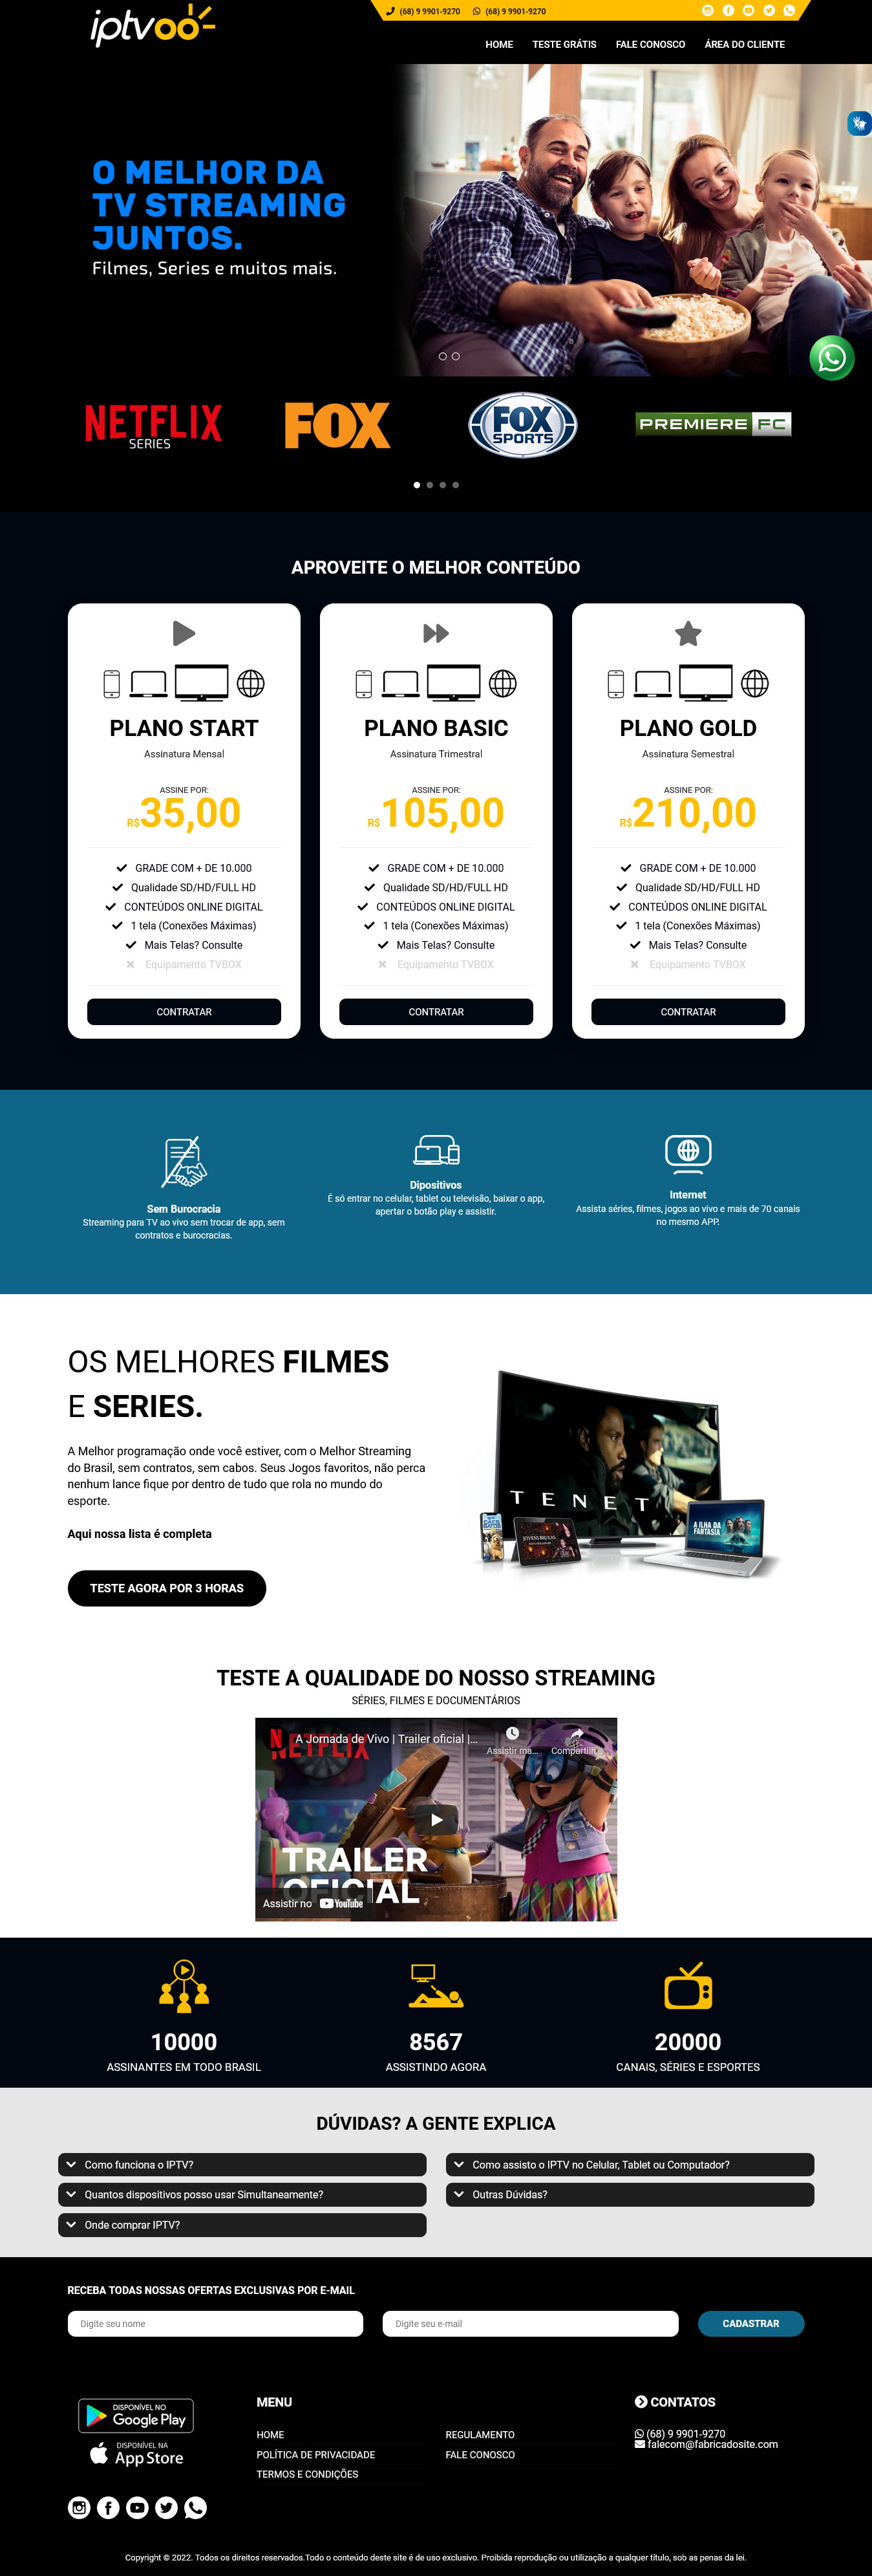 iptvoo
(68) 9 9901-9270
(68) 9 9901-9270
HOME
TESTE GRÁTIS
FALE CONOSCO
ÁREA DO CLIENTE
O MELHOR DA
TV STREAMING
JUNTOS.
Filmes, Series e muitos mais.
NETFLIX
SERIES
FOX
FOX
SPORTS
PREMIERE FC
APROVEITE O MELHOR CONTEÚDO
PLANO START
Assinatura Mensal
ASSINE POR:
R$35,00
GRADE COM + DE 10.000
Qualidade SD/HD/FULL HD
CONTEÚDOS ONLINE DIGITAL
1 tela (Conexões Máximas)
Mais Telas? Consulte
Equipamento TVBOX
CONTRATAR
PLANO BASIC
Assinatura Trimestral
ASSINE POR:
R$105,00
GRADE COM + DE 10.000
Qualidade SD/HD/FULL HD
CONTEÚDOS ONLINE DIGITAL
1 tela (Conexões Máximas)
Mais Telas? Consulte
Equipamento TVBOX
CONTRATAR
PLANO GOLD
Assinatura Semestral
ASSINE POR:
R$210,00
GRADE COM + DE 10.000
Qualidade SD/HD/FULL HD
CONTEÚDOS ONLINE DIGITAL
1 tela (Conexões Máximas)
Mais Telas? Consulte
Equipamento TVBOX
CONTRATAR
Sem Burocracia
Streaming para TV ao vivo sem trocar de app, sem
contratos e burocracias.
Dipositivos
É só entrar no celular, tablet ou televisão, baixar o app,
apertar o botão play e assistir.
Internet
Assista séries, filmes, jogos ao vivo e mais de 70 canais
no mesmo APP.
OS MELHORES FILMES
E SERIES.
A Melhor programação onde você estiver, com o Melhor Streaming
do Brasil, sem contratos, sem cabos. Seus Jogos favoritos, não perca
nenhum lance fique por dentro de tudo que rola no mundo do
esporte.
Aqui nossa lista é completa
TESTE AGORA POR 3 HORAS
TENET
JOVENS BRUXAS
A ILHA DA
FANTASIA
TESTE A QUALIDADE DO NOSSO STREAMING
SÉRIES, FILMES E DOCUMENTÁRIOS
NETFLIX
A Jornada de Vivo | Trailer oficial |...
Assistir ma...
Compartilhar
TRAILER
OFICIAL
Assistir no YouTube
10000
ASSINANTES EM TODO BRASIL
8567
ASSISTINDO AGORA
20000
CANAIS, SÉRIES E ESPORTES
DÚVIDAS? A GENTE EXPLICA
Como funciona o IPTV?
Como assisto o IPTV no Celular, Tablet ou Computador?
Quantos dispositivos posso usar Simultaneamente?
Outras Dúvidas?
Onde comprar IPTV?
RECEBA TODAS NOSSAS OFERTAS EXCLUSIVAS POR E-MAIL
Digite seu nome
Digite seu e-mail
CADASTRAR
DISPONÍVEL NO
Google Play
DISPONÍVEL NA
App Store
MENU
HOME
POLÍTICA DE PRIVACIDADE
TERMOS E CONDIÇÕES
REGULAMENTO
FALE CONOSCO
CONTATOS
(68) 9 9901-9270
falecom@fabricadosite.com
Copyright © 2022. Todos os direitos reservados.Todo o conteúdo deste site é de uso exclusivo. Proibida reprodução ou utilização a qualquer título, sob as penas da lei.